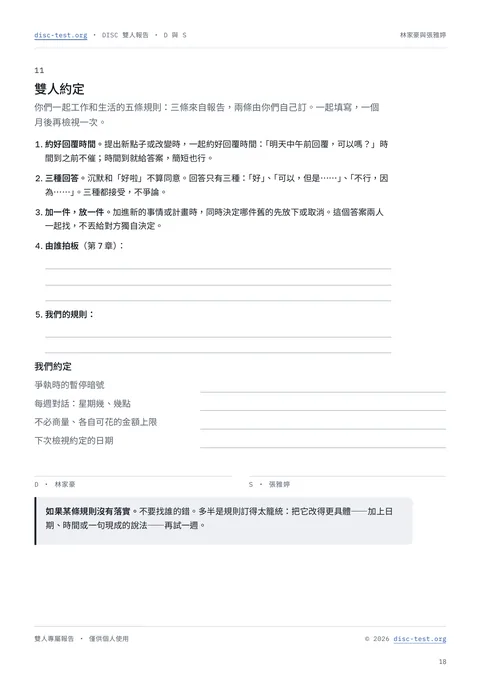 disc-test.org · DISC 雙人報告 · D 與 S
林家豪與張雅婷
11
雙人約定
你們一起工作和生活的五條規則：三條來自報告，兩條由你們自己訂。一起填寫，一個
月後再檢視一次。
1. 約好回覆時間。提出新點子或改變時，一起約好回覆時間：「明天中午前回覆，可以嗎？」時
間到之前不催；時間到就給答案，簡短也行。
2. 三種回答。沉默和「好啦」不算同意。回答只有三種：「好」、「可以，但是⋯⋯」、「不行，因
為⋯⋯」。三種都接受，不爭論。
3. 加一件，放一件。加進新的事情或計畫時，同時決定哪件舊的先放下或取消。這個答案兩人
一起找，不丟給對方獨自決定。
4. 由誰拍板（第 7 章）：
5. 我們的規則：
我們約定
爭執時的暫停暗號
每週對話：星期幾、幾點
不必商量、各自可花的金額上限
下次檢視約定的日期
D · 林家豪
S · 張雅婷
如果某條規則沒有落實。不要找誰的錯。多半是規則訂得太籠統：把它改得更具體——加上日
期、時間或一句現成的說法——再試一週。
雙人專屬報告 · 僅供個人使用
© 2026 disc-test.org
18